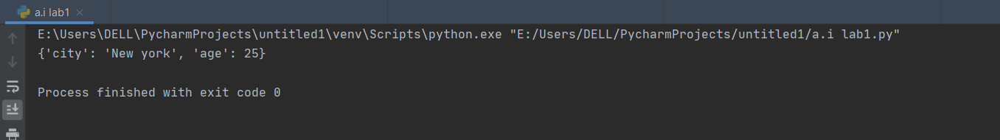 a.i lab1
E:\Users\DELL\PycharmProjects\untitled1\venv\Scripts\python.exe "E:/Users/DELL/PycharmProjects/untitled1/a.i lab1.py"
{'city': 'New york', 'age': 25}
Process finished with exit code 0